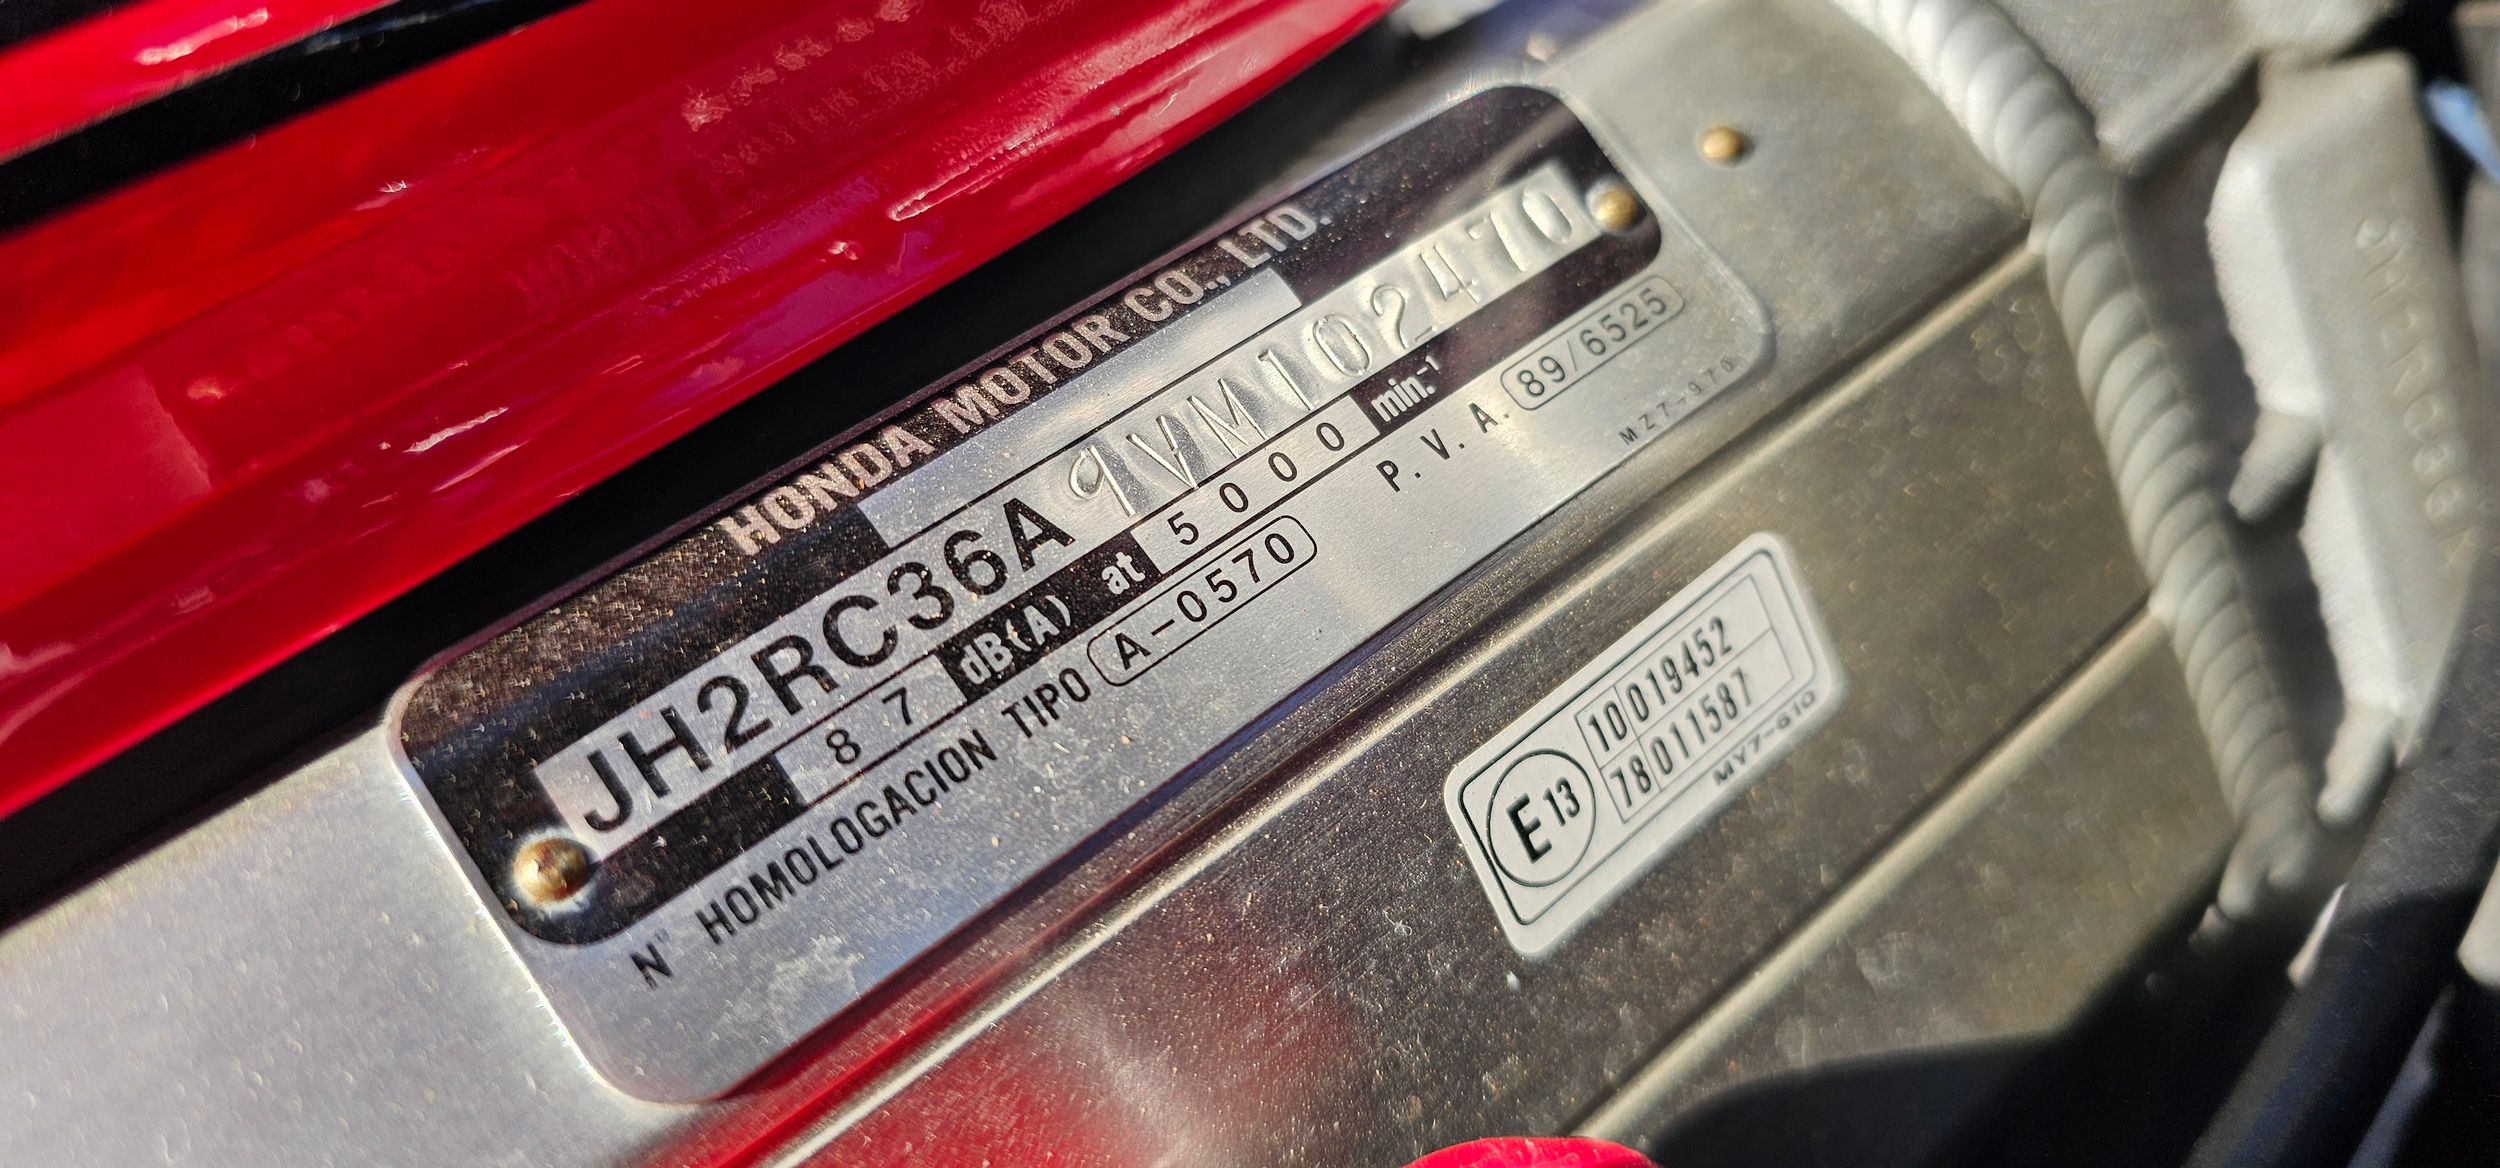 HONDA MOTOR CO., LTD.
JH2RC36A9VM102470
87 dB(A) at 5000 min.⁻¹
N° HOMOLOGACION TIPO A-0570 P.V.A. 89/6525
MZ7-970
E13
10 019452
78 011587
MY7-G10